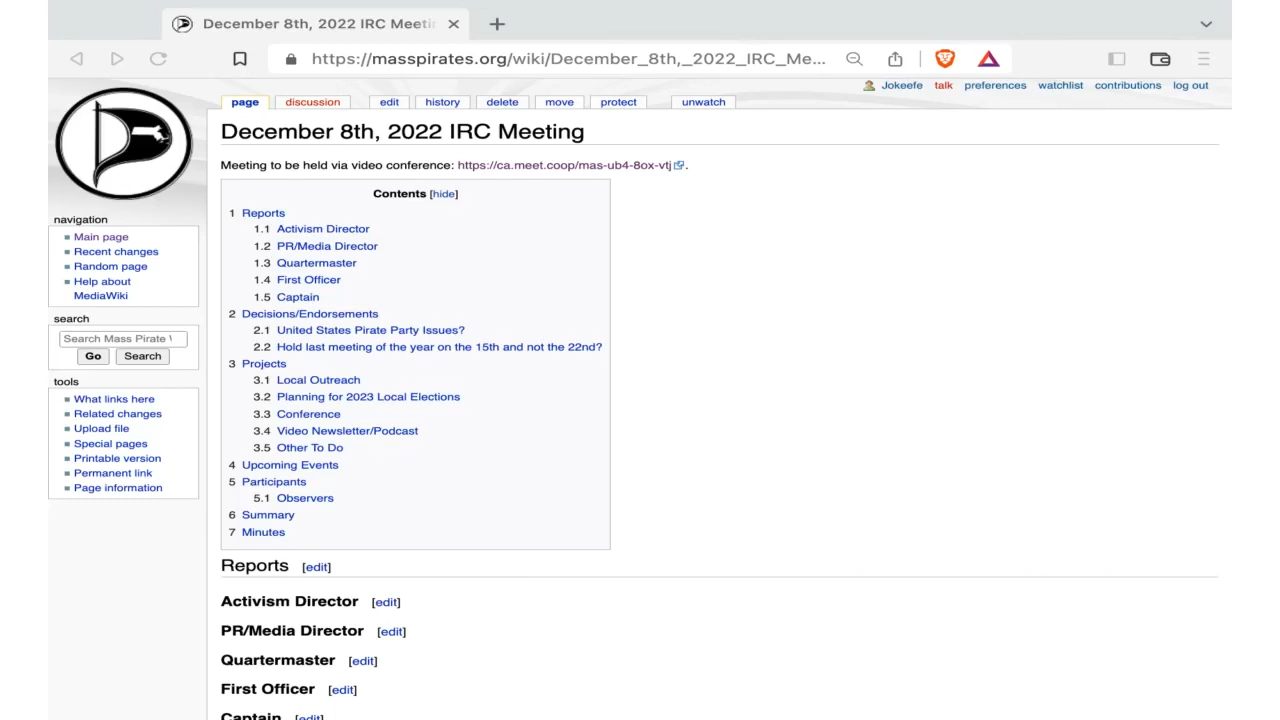 December 8th, 2022 IRC Meeti
https://masspirates.org/wiki/December_8th,_2022_IRC_Me...
Jokeefe talk preferences watchlist contributions log out
page discussion edit history delete move protect unwatch
December 8th, 2022 IRC Meeting
Meeting to be held via video conference: https://ca.meet.coop/mas-ub4-8ox-vtj.
Contents [hide]
1 Reports
1.1 Activism Director
1.2 PR/Media Director
1.3 Quartermaster
1.4 First Officer
1.5 Captain
2 Decisions/Endorsements
2.1 United States Pirate Party Issues?
2.2 Hold last meeting of the year on the 15th and not the 22nd?
3 Projects
3.1 Local Outreach
3.2 Planning for 2023 Local Elections
3.3 Conference
3.4 Video Newsletter/Podcast
3.5 Other To Do
4 Upcoming Events
5 Participants
5.1 Observers
6 Summary
7 Minutes
navigation
Main page
Recent changes
Random page
Help about
MediaWiki
search
Search Mass Pirate
Go Search
tools
What links here
Related changes
Upload file
Special pages
Printable version
Permanent link
Page information
Reports [edit]
Activism Director [edit]
PR/Media Director [edit]
Quartermaster [edit]
First Officer [edit]
Captain [edit]